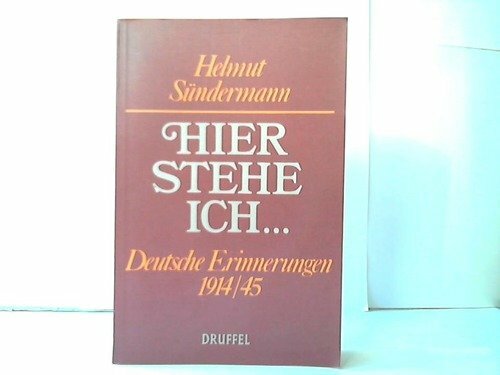 Helmut
Sündermann
HIER
STEHE
ICH...
Deutsche Erinnerungen
1914/45
DRUFFEL